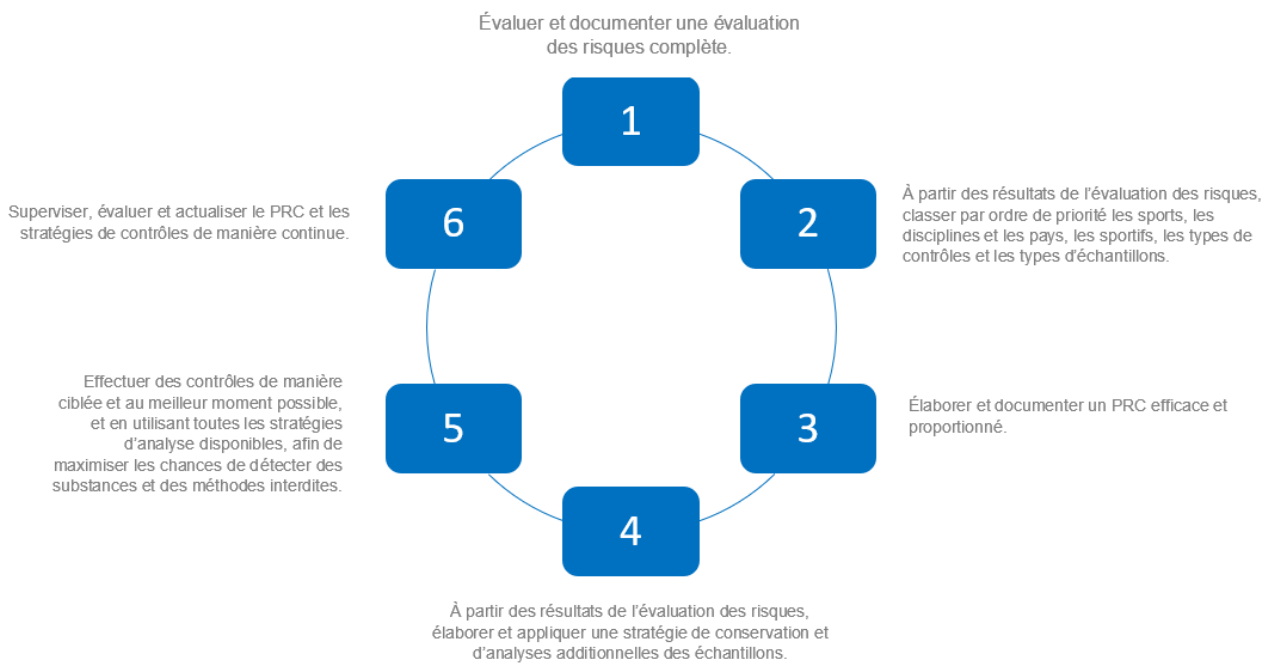 Évaluer et documenter une évaluation
des risques complète.
1
2
À partir des résultats de l’évaluation des risques,
classer par ordre de priorité les sports, les
disciplines et les pays, les sportifs, les types de
contrôles et les types d’échantillons.
3
Élaborer et documenter un PRC efficace et
proportionné.
4
À partir des résultats de l’évaluation des risques,
élaborer et appliquer une stratégie de conservation et
d’analyses additionnelles des échantillons.
5
Effectuer des contrôles de manière
ciblée et au meilleur moment possible,
et en utilisant toutes les stratégies
d’analyse disponibles, afin de
maximiser les chances de détecter des
substances et des méthodes interdites.
6
Superviser, évaluer et actualiser le PRC et les
stratégies de contrôles de manière continue.